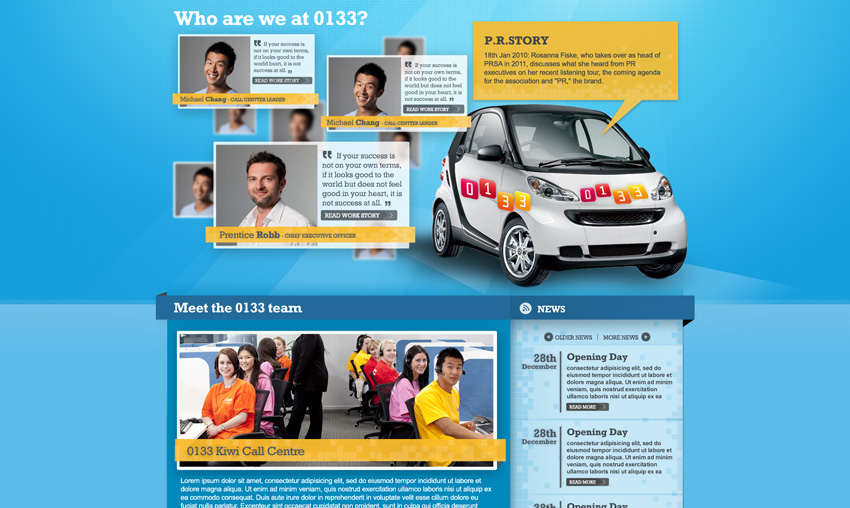 Who are we at 0133?
“ If your success is
not on your own terms,
if it looks good to the
world batri, it is not
success at all. ”
READ WORK STORY
Michael Chang - CALL CENTER LEADER
“ If your success is
not on your own terms,
if it looks good to the
world but does not feel
good in your heart, it is
not success at all. ”
READ WORK STORY
Michael Chang - CALL CENTER LEADER
“ If your success is
not on your own terms,
if it looks good to the
world but does not feel
good in your heart, it is
not success at all. ”
READ WORK STORY
Prentice Robb - CHIEF EXECUTIVE OFFICER
P.R.STORY
18th Jan 2010: Rosanna Fiske, who takes over as head of
PRSA in 2011, discusses what she heard from PR
executives on her recent listening tour, the coming agenda
for the association and "PR," the brand.
0133
0133
Meet the 0133 team
0133 Kiwi Call Centre
Lorem ipsum dolor sit amet, consectetur adipisicing elit, sed do eiusmod tempor
incididunt ut labore et dolore magna aliqua. Ut enim ad
minim veniam, quis nostrud exercitation ullamco laboris nisi ut aliquip ex
ea commodo consequat. Duis aute irure dolor in reprehenderit in voluptate velit esse cillum dolore eu
fugiat nulla pariatur. Excepteur sint occaecat cupidatat non proident, sunt in culpa qui officia deserunt
NEWS
OLDER NEWS | MORE NEWS
28th
December
Opening Day
consectetur adipisicing elit, sed do
eiusmod tempor incididunt ut labore et
dolore magna aliqua. Ut enim ad minim
veniam, quis nostrud exercitation
ullamco laboris nisi ut aliquip ex ea
READ MORE
28th
December
Opening Day
consectetur adipisicing elit, sed do
eiusmod tempor incididunt ut labore et
dolore magna aliqua. Ut enim ad minim
veniam, quis nostrud exercitation
ullamco laboris nisi ut aliquip ex ea
READ MORE
28th
Opening Day